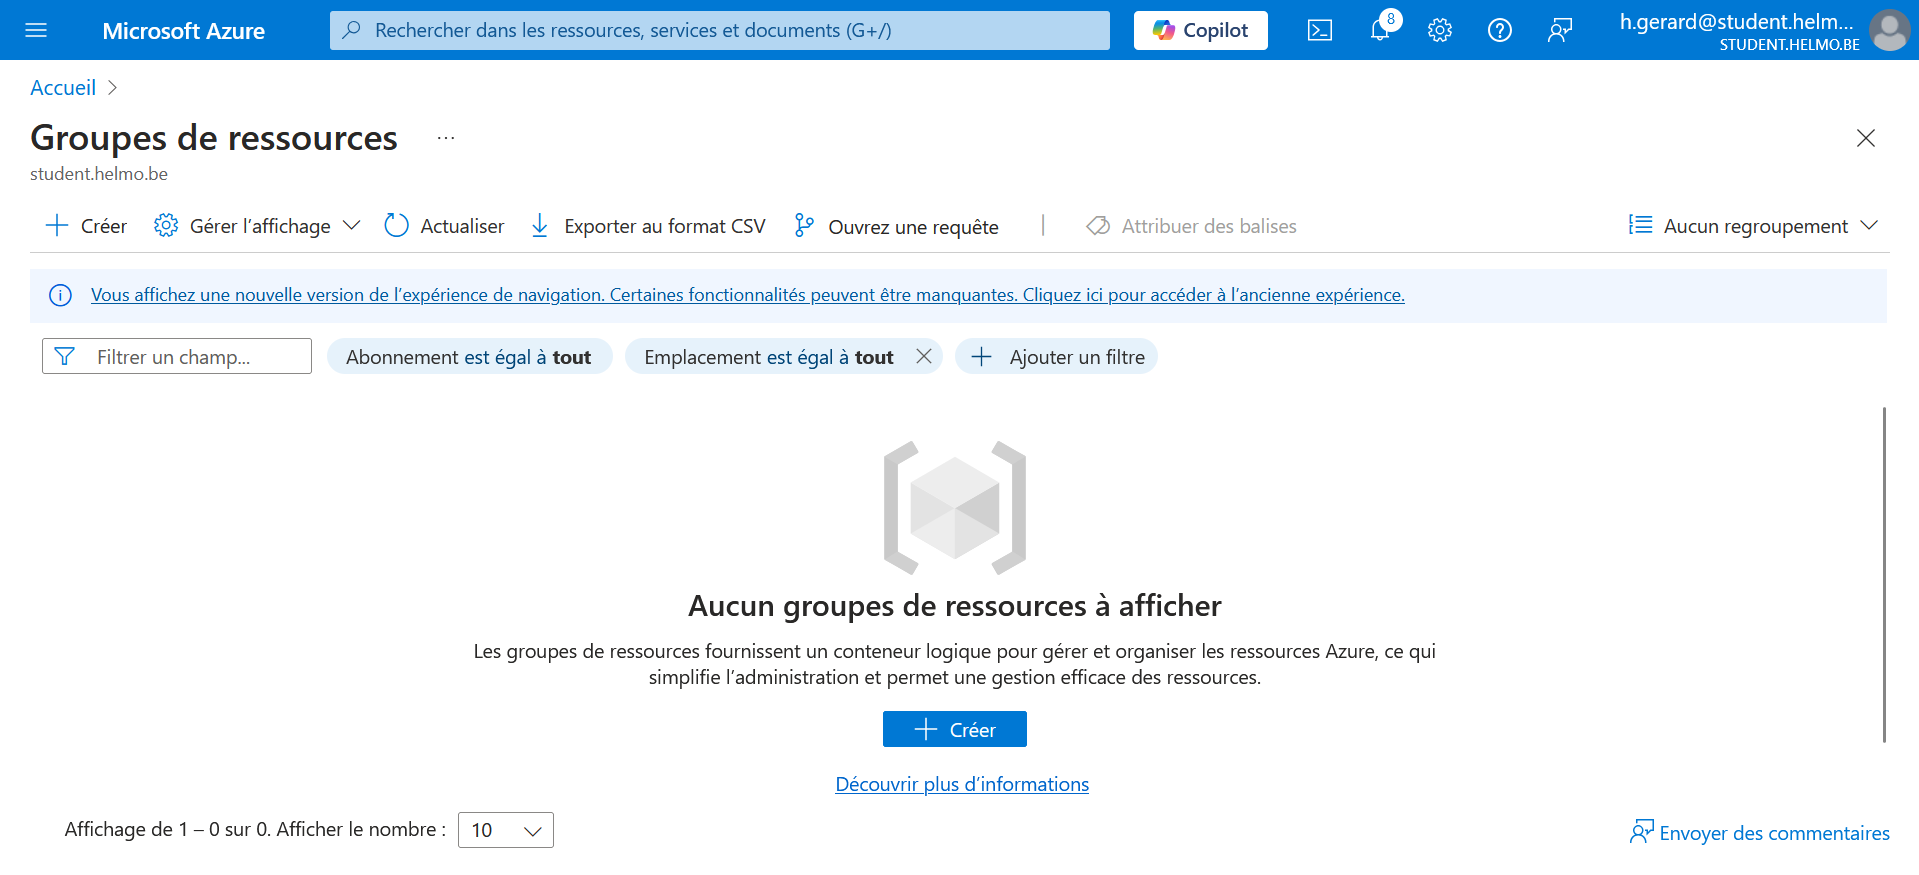 Microsoft Azure
Rechercher dans les ressources, services et documents (G+/)
Copilot
8
h.gerard@student.helm...
STUDENT.HELMO.BE
Accueil
Groupes de ressources ...
student.helmo.be
Créer
Gérer l’affichage
Actualiser
Exporter au format CSV
Ouvrez une requête
Attribuer des balises
Aucun regroupement
Vous affichez une nouvelle version de l’expérience de navigation. Certaines fonctionnalités peuvent être manquantes. Cliquez ici pour accéder à l’ancienne expérience.
Filtrer un champ...
Abonnement est égal à tout
Emplacement est égal à tout
Ajouter un filtre
Aucun groupes de ressources à afficher
Les groupes de ressources fournissent un conteneur logique pour gérer et organiser les ressources Azure, ce qui
simplifie l’administration et permet une gestion efficace des ressources.
Créer
Découvrir plus d’informations
Affichage de 1 – 0 sur 0. Afficher le nombre : 10
Envoyer des commentaires